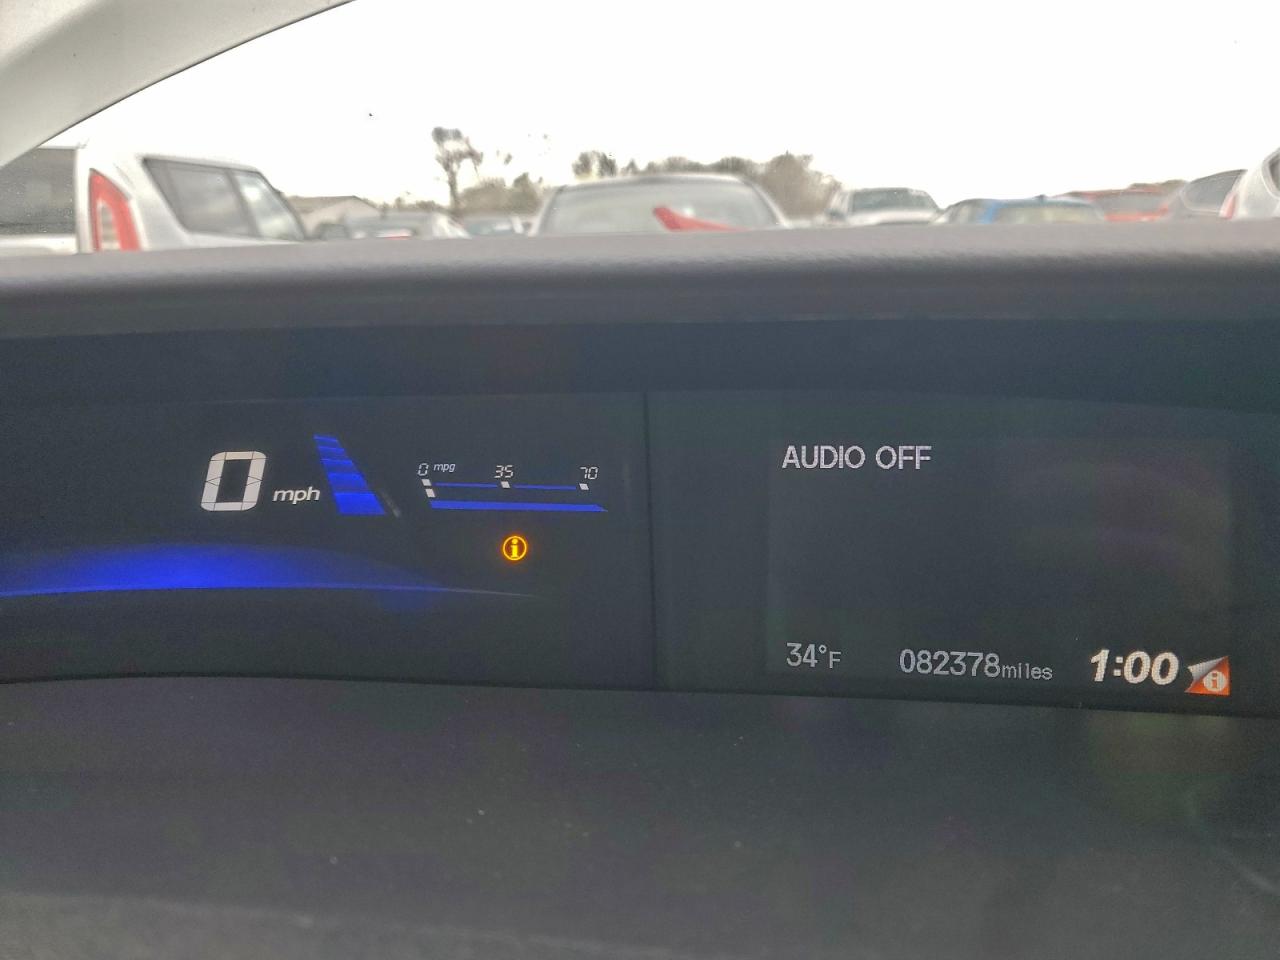 0 mph
0 mpg 35 70
i
AUDIO OFF
34°F 082378miles 1:00 i